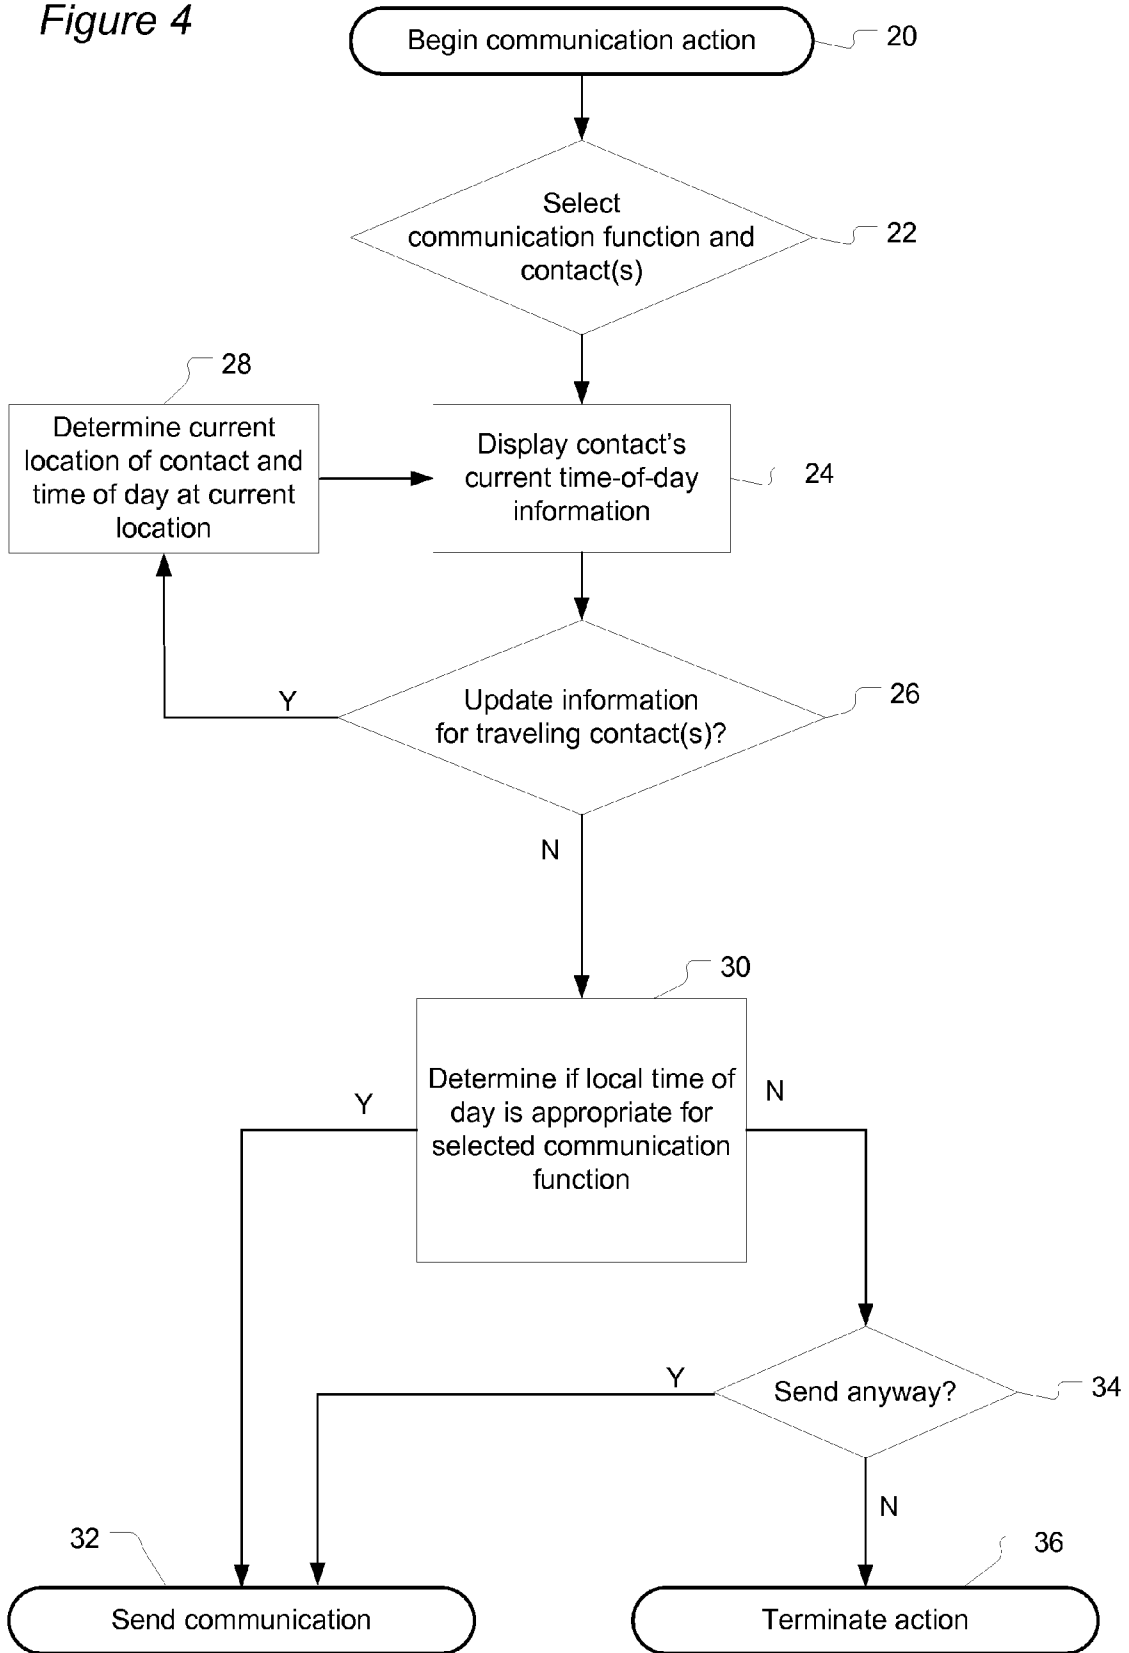 Figure 4
Begin communication action
20
Select
communication function and
contact(s)
22
28
Determine current
location of contact and
time of day at current
location
Display contact's
current time-of-day
information
24
Y
Update information
for traveling contact(s)?
26
N
30
Determine if local time of
day is appropriate for
selected communication
function
Y
N
Y
Send anyway?
34
N
32
Send communication
36
Terminate action